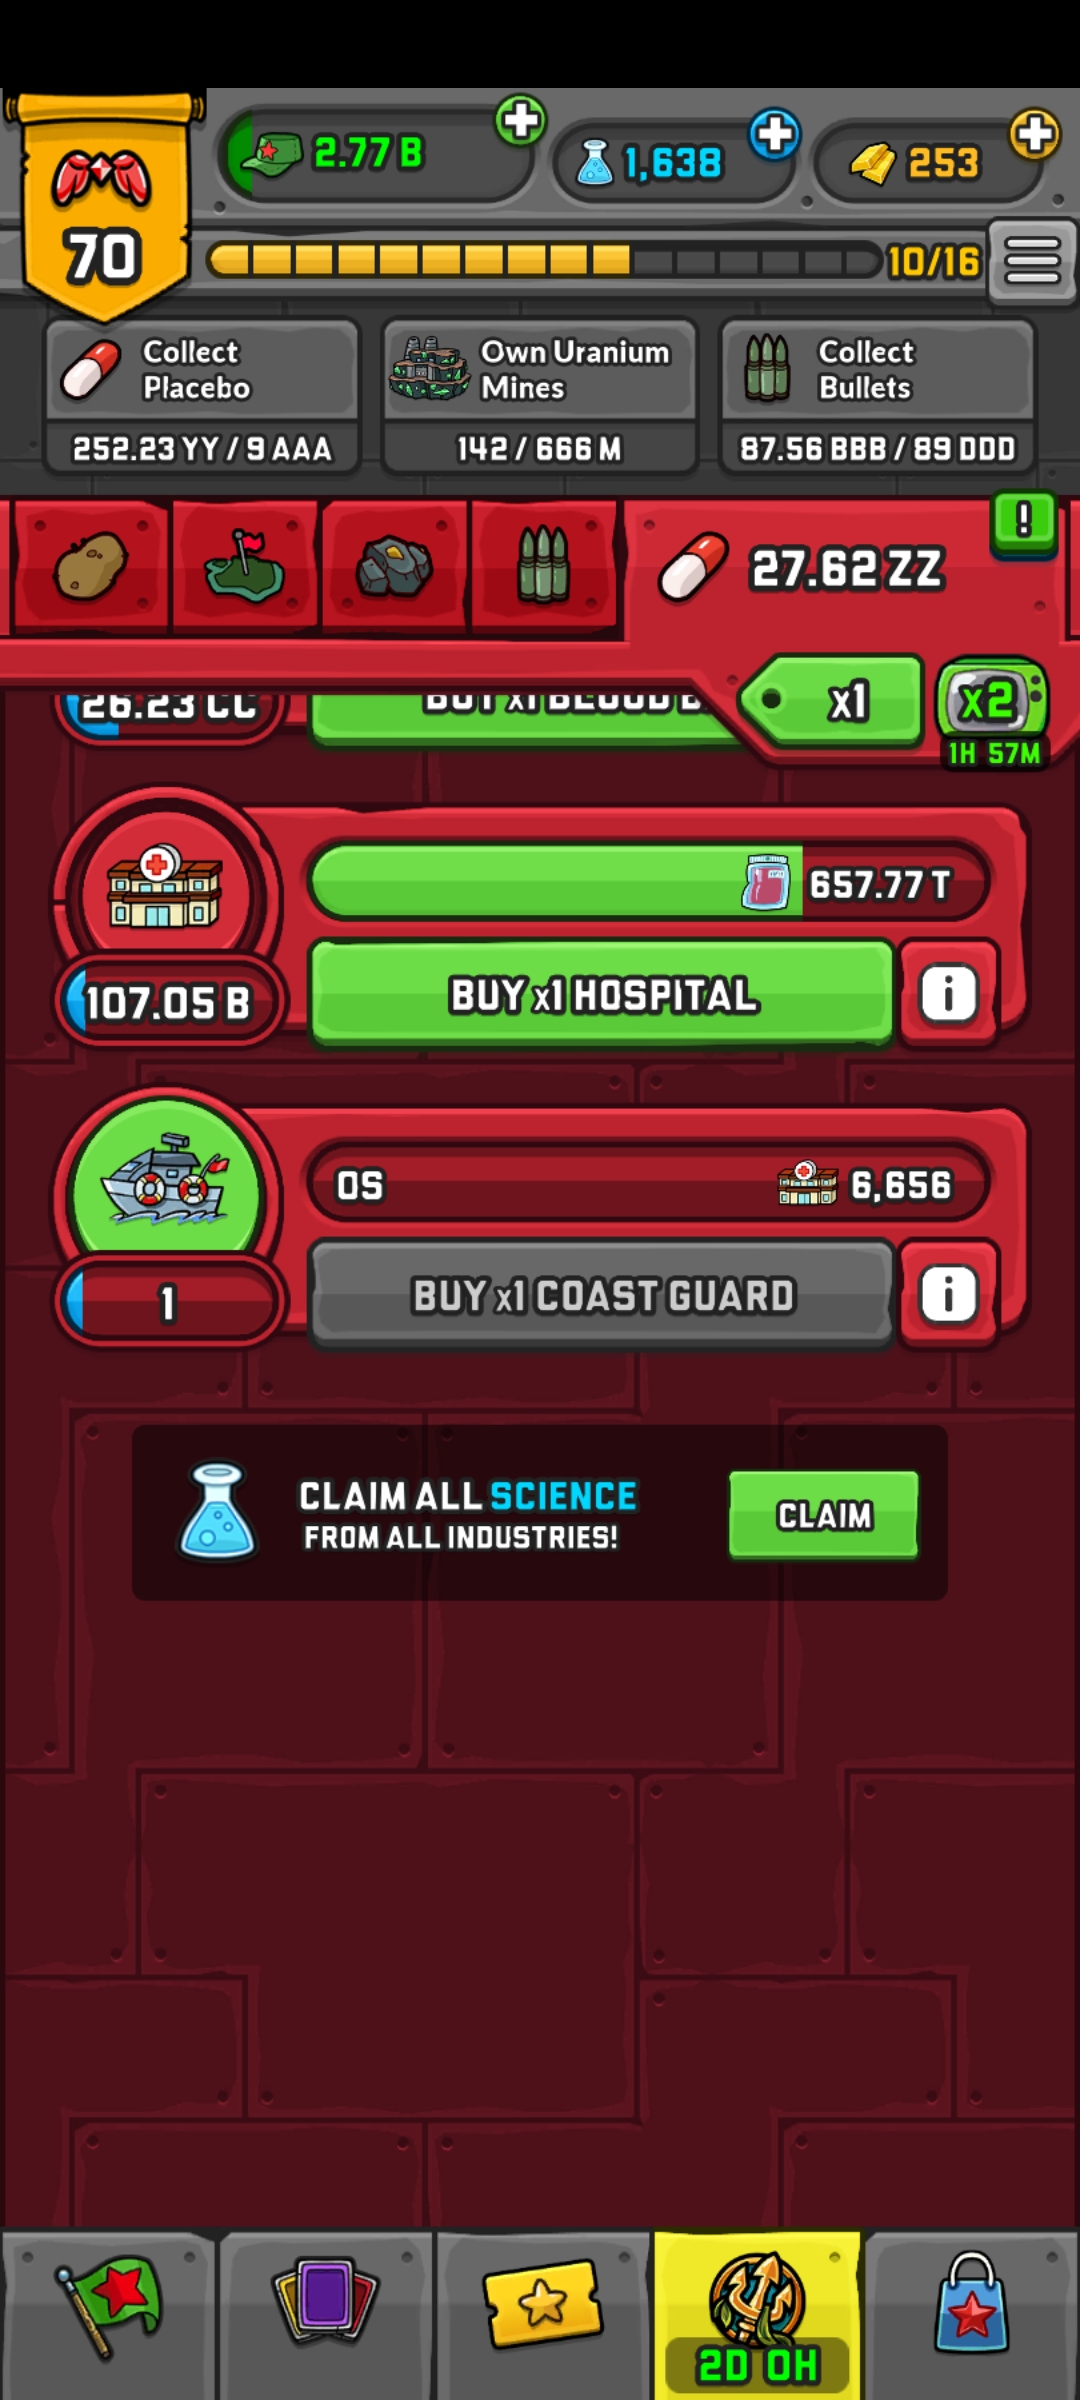 2.77 B
1,638
253
70
10/16
Collect
Placebo
252.23 YY / 9 AAA
Own Uranium
Mines
142 / 666 M
Collect
Bullets
87.56 BBB / 89 DDD
!
27.62 ZZ
x1
x2
1H 57M
26.23 CC
BUY x1 BLOOD
657.77 T
107.05 B
BUY x1 HOSPITAL
i
0S
6,656
1
BUY x1 COAST GUARD
i
CLAIM ALL SCIENCE
FROM ALL INDUSTRIES!
CLAIM
2D 0H